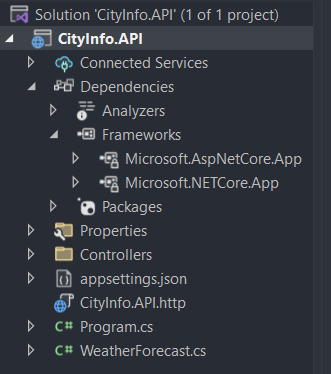 Solution 'CityInfo.API' (1 of 1 project)
CityInfo.API
Connected Services
Dependencies
Analyzers
Frameworks
Microsoft.AspNetCore.App
Microsoft.NETCore.App
Packages
Properties
Controllers
appsettings.json
CityInfo.API.http
C# Program.cs
C# WeatherForecast.cs